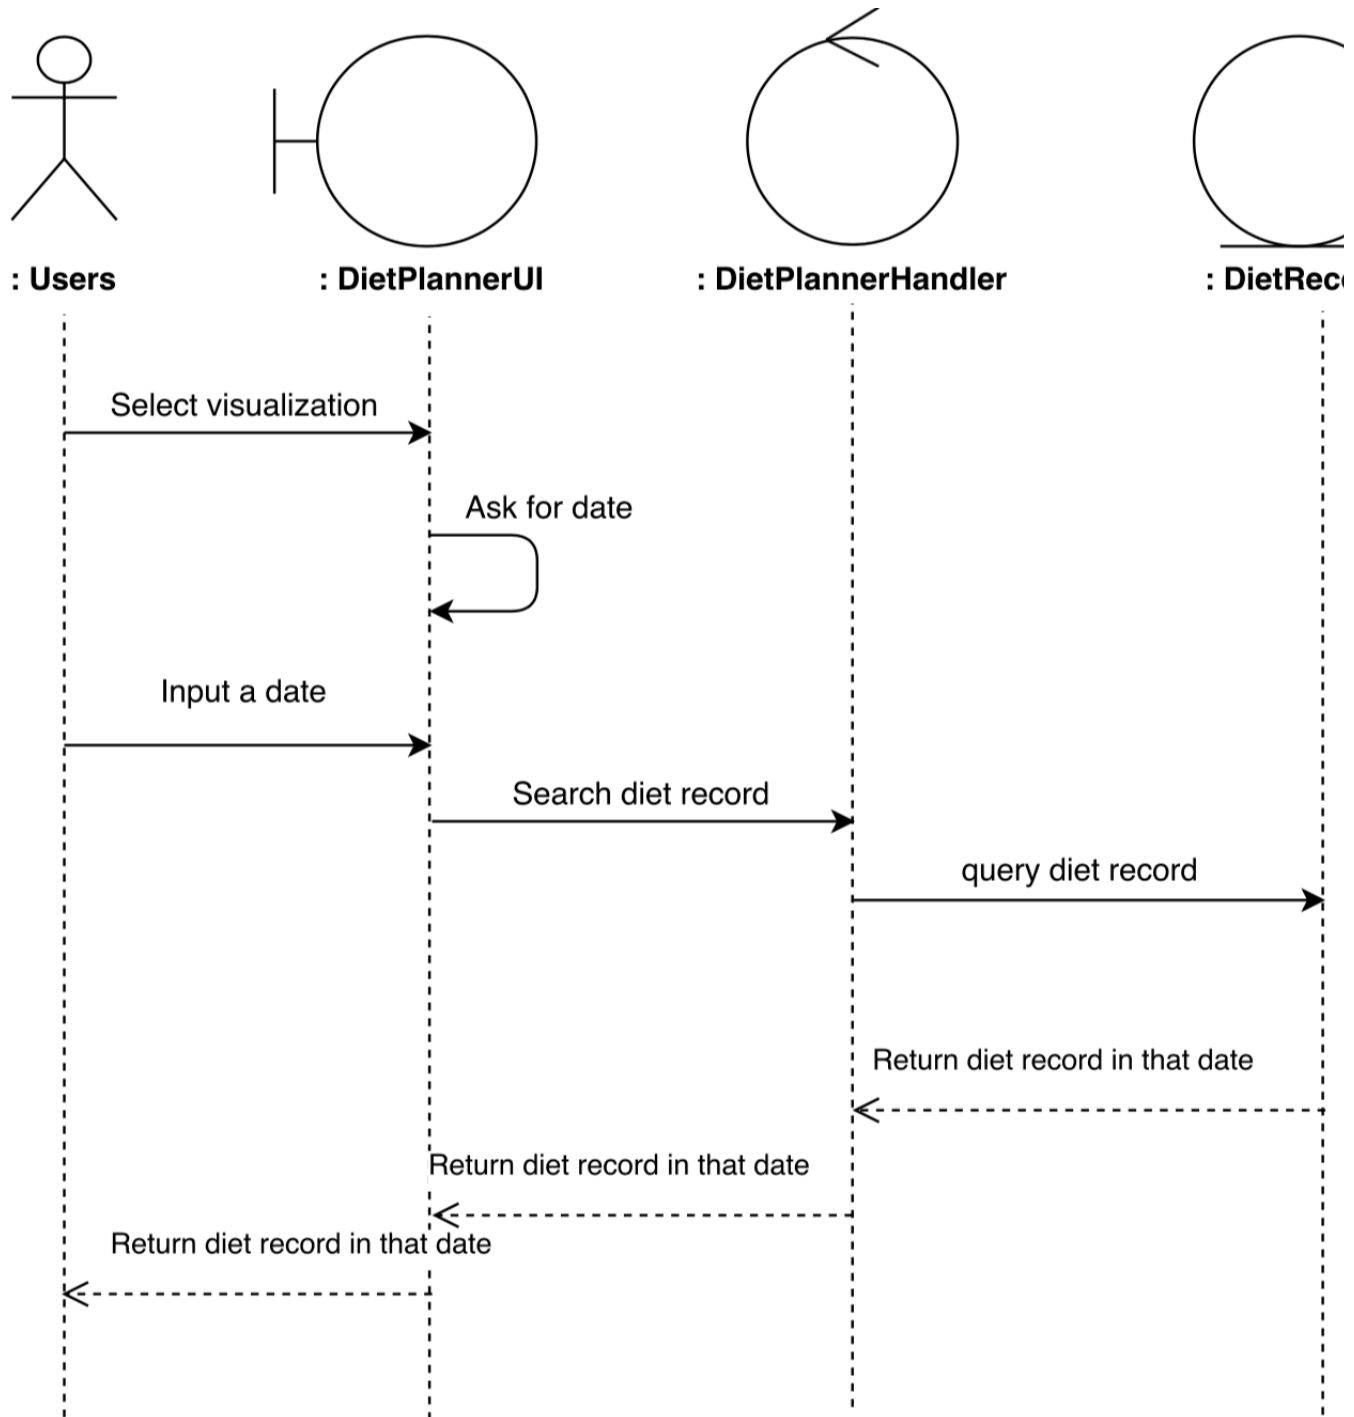 : Users
: DietPlannerUI
: DietPlannerHandler
: DietRec
Select visualization
Ask for date
Input a date
Search diet record
query diet record
Return diet record in that date
Return diet record in that date
Return diet record in that date